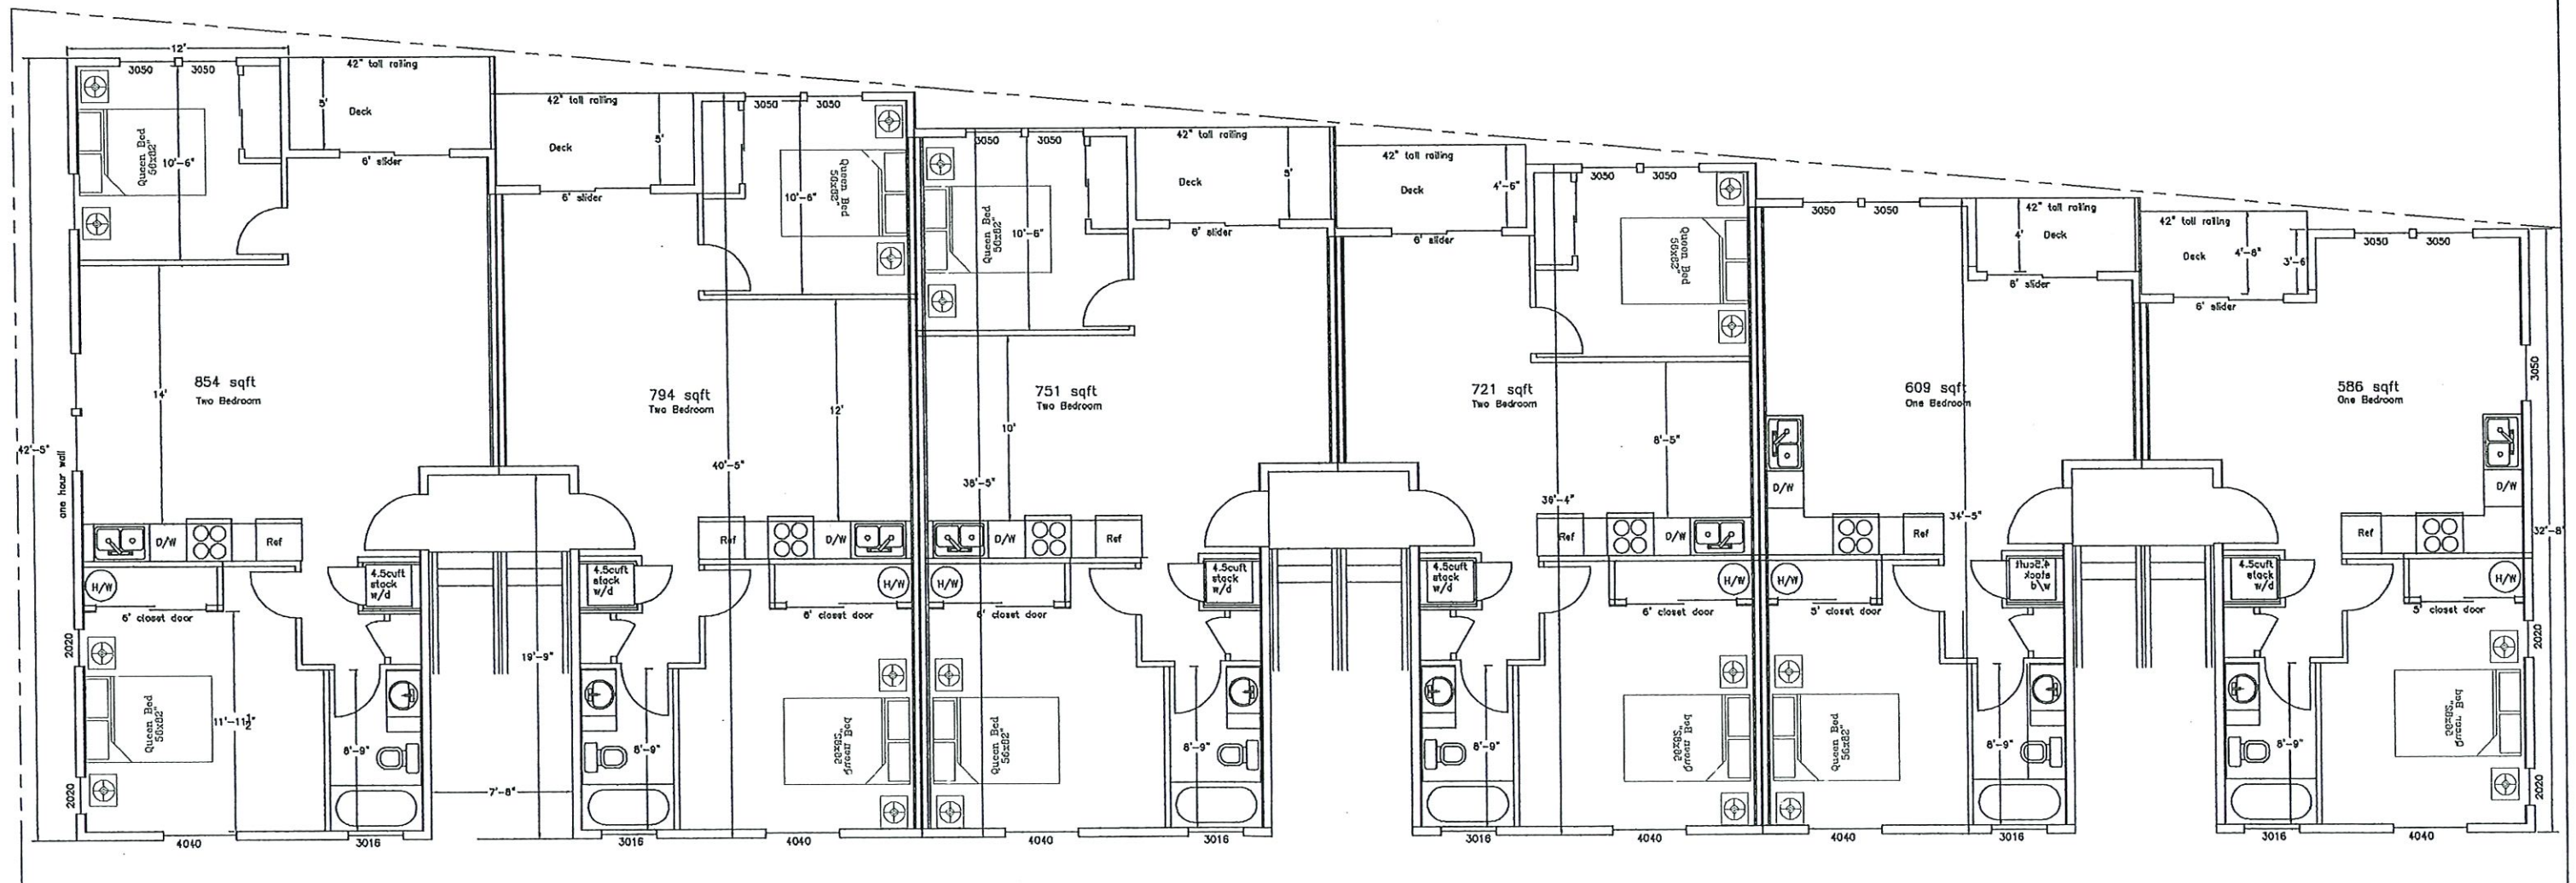 12'
3050
3050
42" tall railing
5'
Deck
6' slider
Queen Bed
56x82"
10'-6"
42" tall railing
5'
Deck
6' slider
3050
3050
Queen Bed
56x82"
10'-6"
3050
3050
Queen Bed
56x82"
10'-6"
42" tall railing
5'
Deck
6' slider
42" tall railing
4'-6"
Deck
6' slider
3050
3050
Queen Bed
56x82"
3050
3050
42" tall railing
4'
Deck
6' slider
42" tall railing
4'-8"
Deck
3'-6
6' slider
3050
3050
3050
854 sqft
Two Bedroom
14'
42'-5"
one hour wall
794 sqft
Two Bedroom
12'
40'-5"
751 sqft
Two Bedroom
10'
38'-5"
721 sqft
Two Bedroom
8'-5"
36'-4"
609 sqft
One Bedroom
34'-5"
586 sqft
One Bedroom
32'-8"
D/W
Ref
Ref
D/W
D/W
Ref
Ref
D/W
D/W
Ref
D/W
Ref
H/W
6' closet door
4.5cuft
stack
w/d
4.5cuft
stack
w/d
H/W
6' closet door
H/W
6' closet door
4.5cuft
stack
w/d
4.5cuft
stack
w/d
H/W
6' closet door
H/W
5' closet door
4.5cuft
stack
w/d
4.5cuft
stack
w/d
H/W
5' closet door
2020
2020
Queen Bed
56x82"
11'-11½"
8'-9"
7'-8"
19'-9"
8'-9"
Queen Bed
56x82"
Queen Bed
56x82"
8'-9"
8'-9"
Queen Bed
56x82"
Queen Bed
56x82"
8'-9"
8'-9"
Queen Bed
56x82"
2020
2020
4040
3016
3016
4040
4040
3016
3016
4040
4040
3016
3016
4040